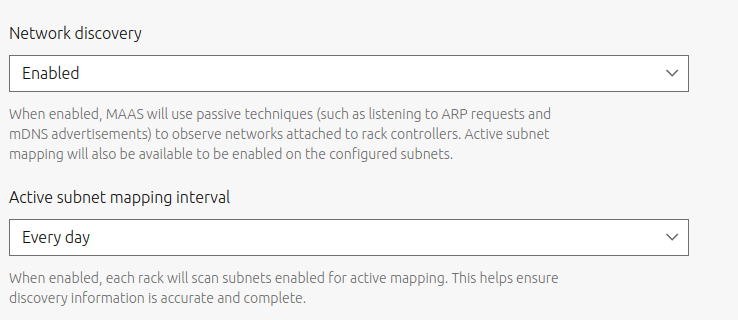 Network discovery
Enabled
When enabled, MAAS will use passive techniques (such as listening to ARP requests and
mDNS advertisements) to observe networks attached to rack controllers. Active subnet
mapping will also be available to be enabled on the configured subnets.
Active subnet mapping interval
Every day
When enabled, each rack will scan subnets enabled for active mapping. This helps ensure
discovery information is accurate and complete.